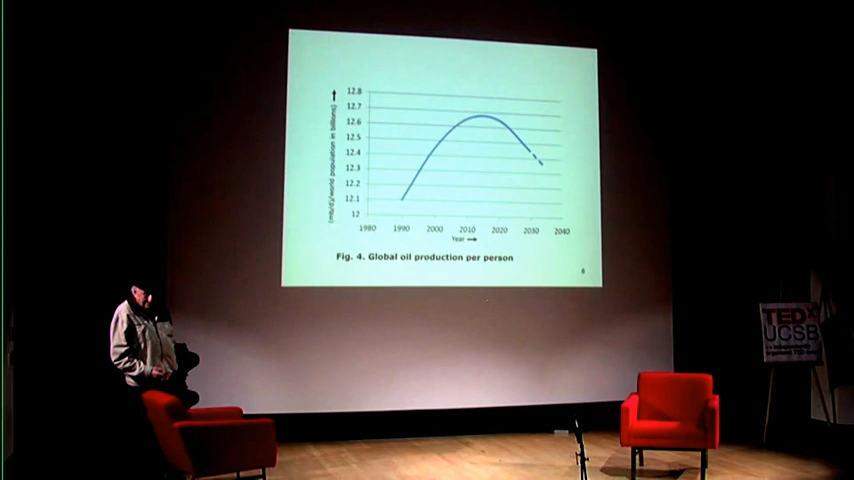 12.8
12.7
12.6
12.5
12.4
12.3
12.2
12.1
12
(mb/d)/world population in billions)
1980 1990 2000 2010 2020 2030 2040
Year
Fig. 4. Global oil production per person
TEDx
UCSB